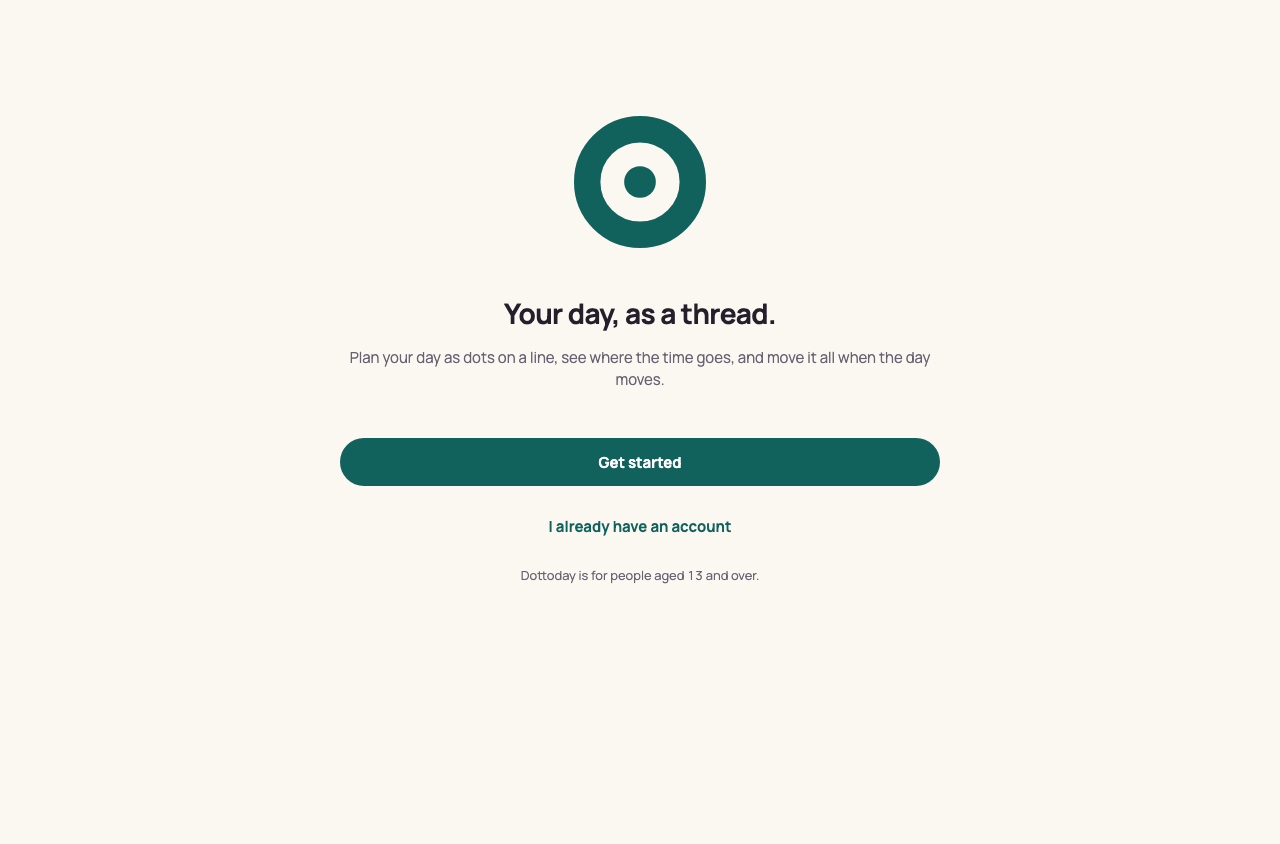 Your day, as a thread.
Plan your day as dots on a line, see where the time goes, and move it all when the day
moves.
Get started
I already have an account
Dottoday is for people aged 13 and over.